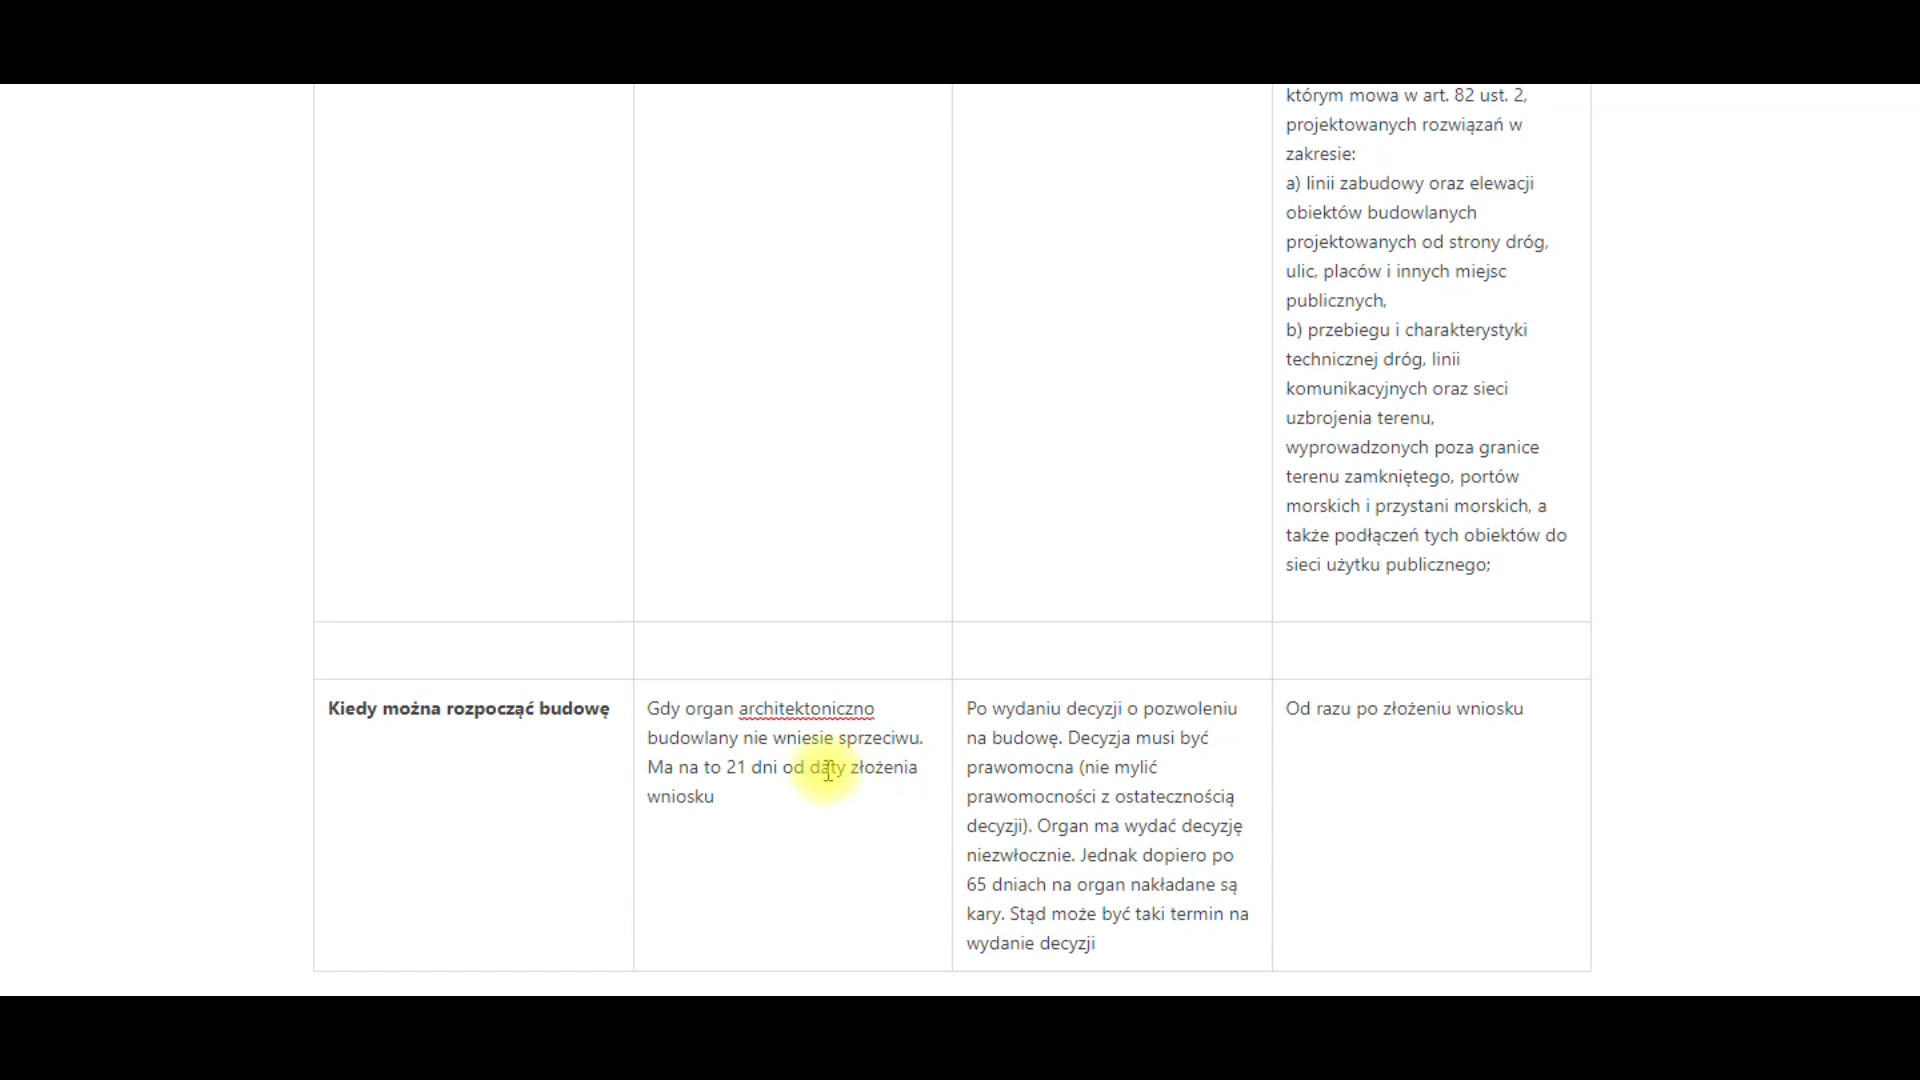 którym mowa w art. 82 ust. 2,
projektowanych rozwiązań w
zakresie:
a) linii zabudowy oraz elewacji
obiektów budowlanych
projektowanych od strony dróg,
ulic, placów i innych miejsc
publicznych,
b) przebiegu i charakterystyki
technicznej dróg, linii
komunikacyjnych oraz sieci
uzbrojenia terenu,
wyprowadzonych poza granice
terenu zamkniętego, portów
morskich i przystani morskich, a
także podłączeń tych obiektów do
sieci użytku publicznego;
Kiedy można rozpocząć budowę
Gdy organ architektoniczno
budowlany nie wniesie sprzeciwu.
Ma na to 21 dni od daty złożenia
wniosku
Po wydaniu decyzji o pozwoleniu
na budowę. Decyzja musi być
prawomocna (nie mylić
prawomocności z ostatecznością
decyzji). Organ ma wydać decyzję
niezwłocznie. Jednak dopiero po
65 dniach na organ nakładane są
kary. Stąd może być taki termin na
wydanie decyzji
Od razu po złożeniu wniosku